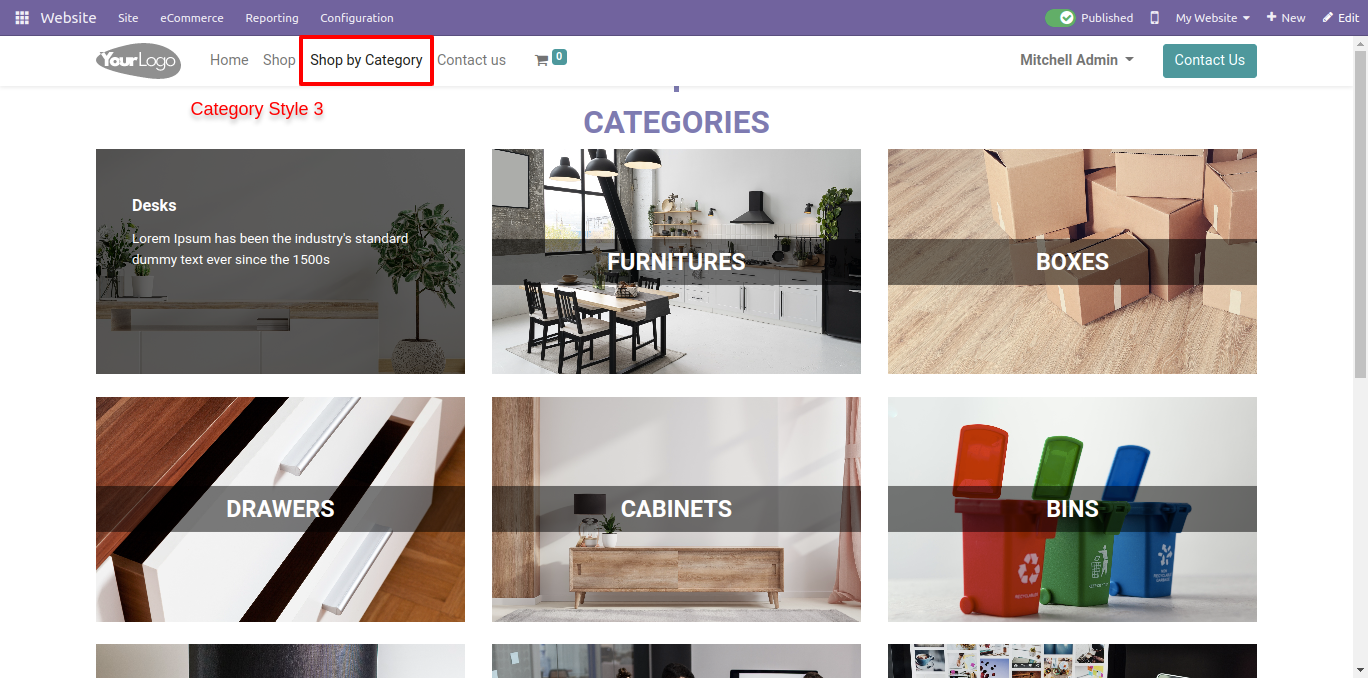 Website Site eCommerce Reporting Configuration Published My Website New Edit
YourLogo Home Shop Shop by Category Contact us 0 Mitchell Admin Contact Us
Category Style 3
CATEGORIES
Desks
Lorem Ipsum has been the industry's standard
dummy text ever since the 1500s
FURNITURES
BOXES
DRAWERS
CABINETS
BINS